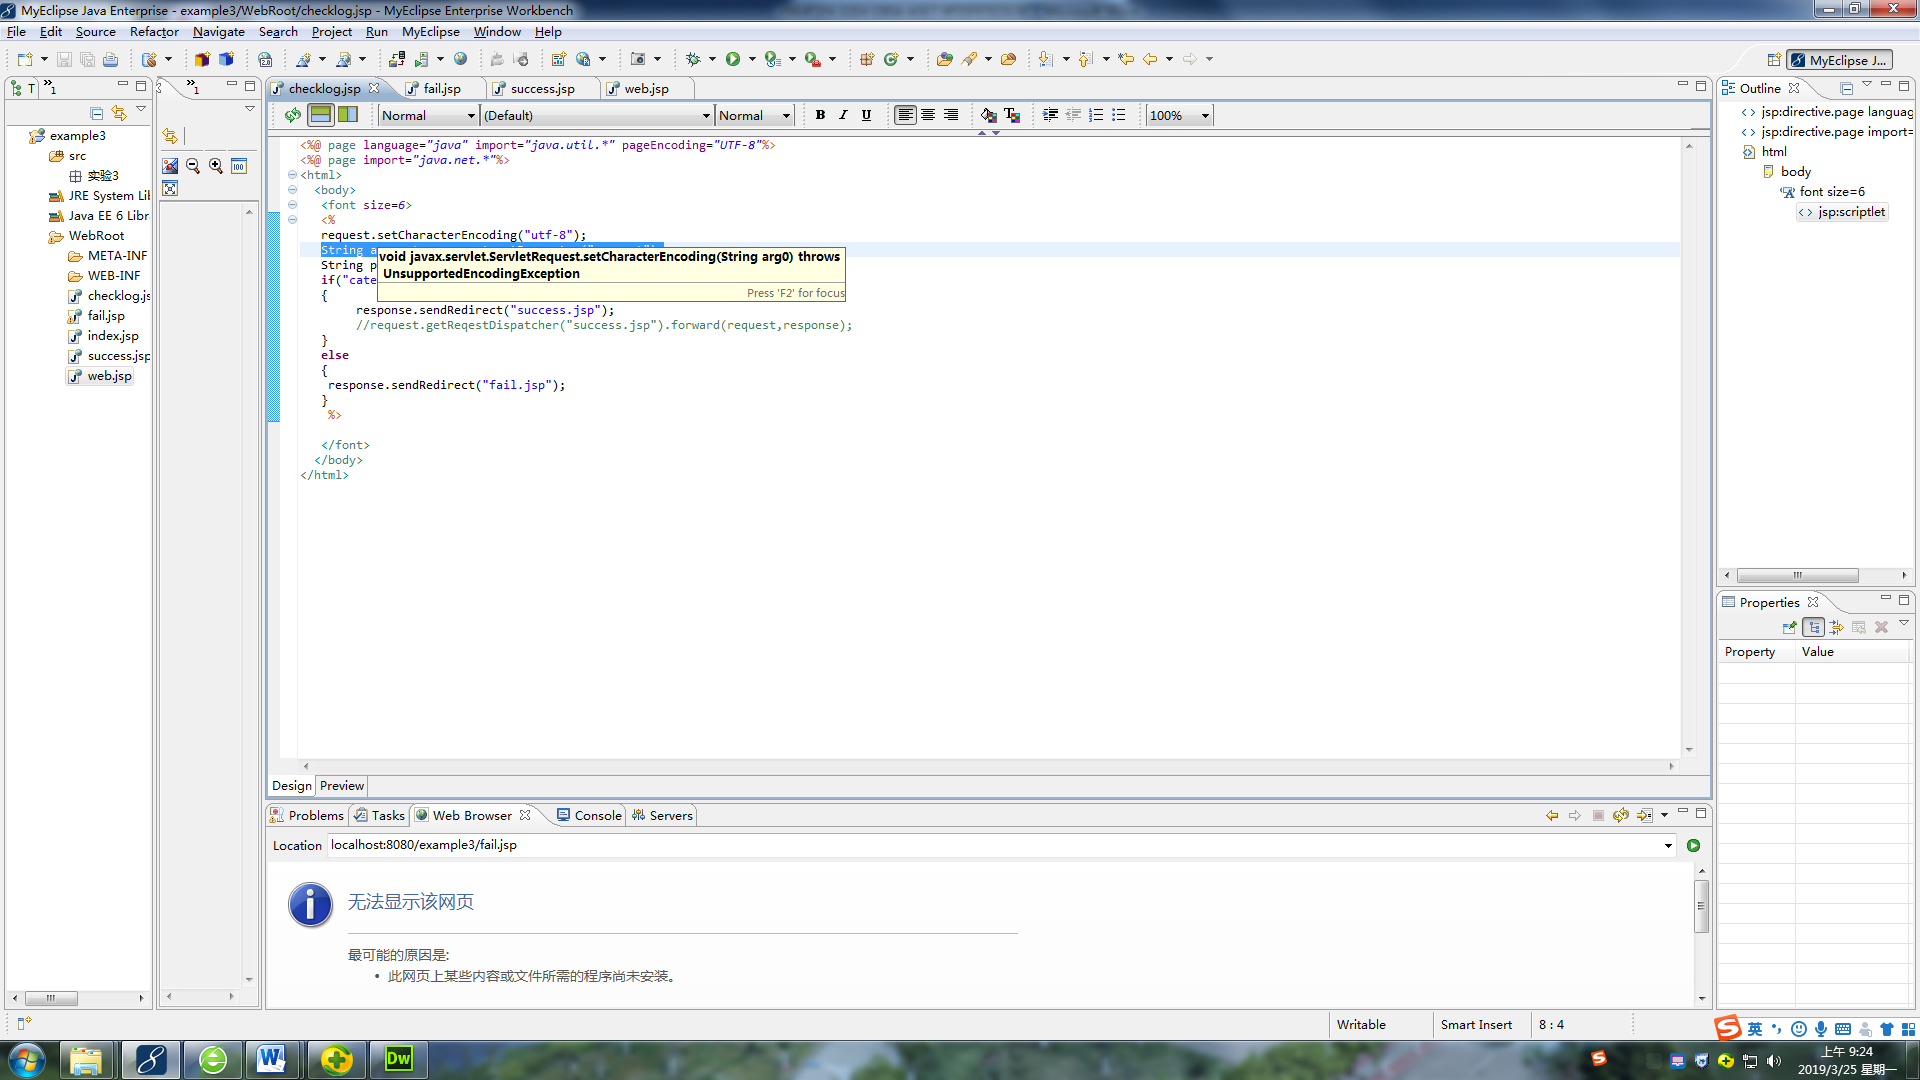 MyEclipse Java Enterprise - example3/WebRoot/checklog.jsp - MyEclipse Enterprise Workbench
File Edit Source Refactor Navigate Search Project Run MyEclipse Window Help
MyEclipse J...
T
1
1
example3
src
实验3
JRE System Lib
Java EE 6 Libr
WebRoot
META-INF
WEB-INF
checklog.js
fail.jsp
index.jsp
success.jsp
web.jsp
checklog.jsp
fail.jsp
success.jsp
web.jsp
Normal
(Default)
Normal
B I U
100%
<%@ page language="java" import="java.util.*" pageEncoding="UTF-8"%>
<%@ page import="java.net.*"%>
<html>
<body>
<font size=6>
<%
request.setCharacterEncoding("utf-8");
String a
void javax.servlet.ServletRequest.setCharacterEncoding(String arg0) throws
UnsupportedEncodingException
Press 'F2' for focus
String p
if("cate
{
response.sendRedirect("success.jsp");
//request.getReqestDispatcher("success.jsp").forward(request,response);
}
else
{
response.sendRedirect("fail.jsp");
}
%>
</font>
</body>
</html>
Design Preview
Problems Tasks Web Browser Console Servers
Location localhost:8080/example3/fail.jsp
无法显示该网页
最可能的原因是:
• 此网页上某些内容或文件所需的程序尚未安装。
Outline
jsp:directive.page languag
jsp:directive.page import=
html
body
font size=6
jsp:scriptlet
Properties
Property Value
Writable
Smart Insert
8 : 4
英
上午 9:24
2019/3/25 星期一